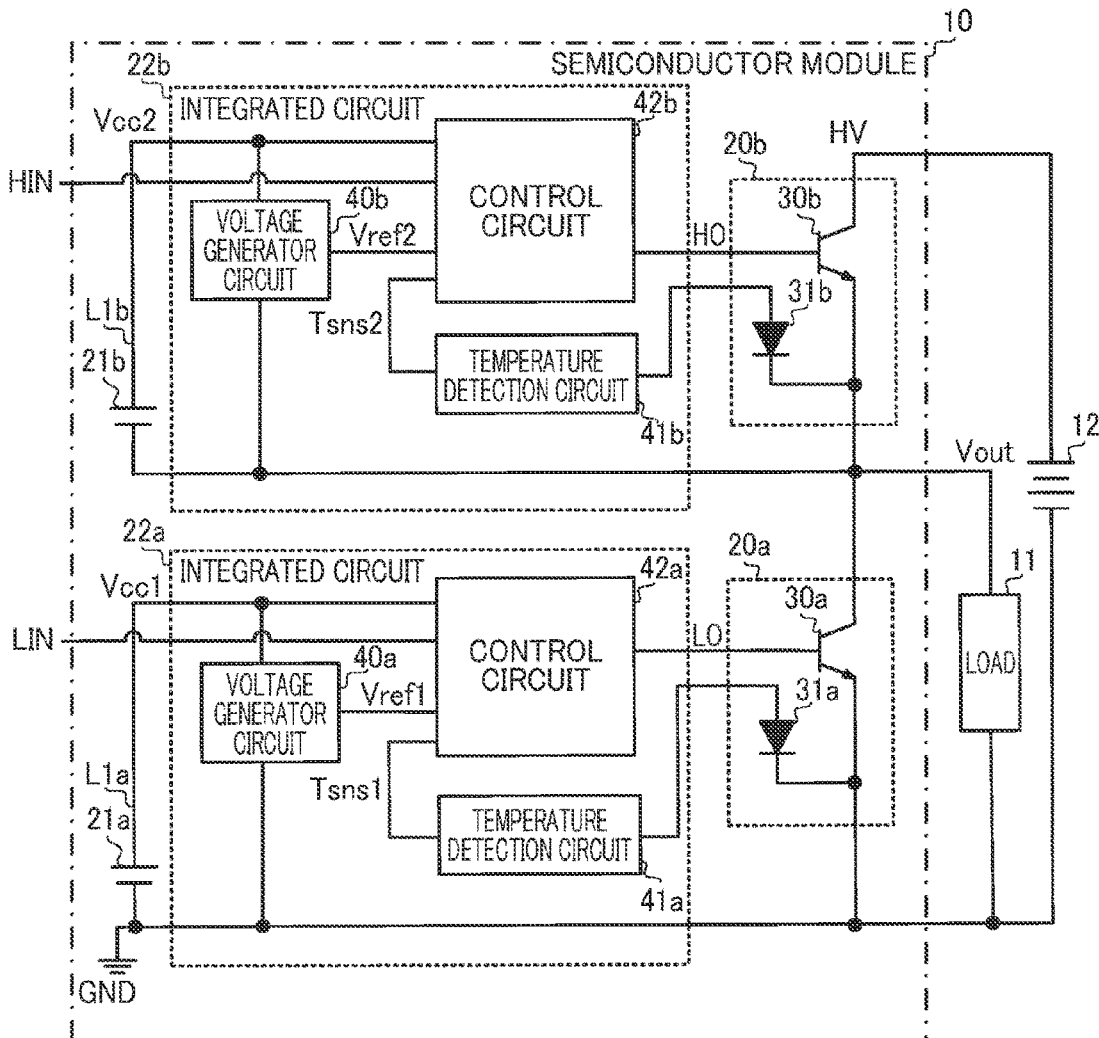 10
SEMICONDUCTOR MODULE
22b
INTEGRATED CIRCUIT
42b
Vcc2
HV
20b
HIN
30b
CONTROL
CIRCUIT
40b
VOLTAGE
GENERATOR
CIRCUIT
Vref2
HO
31b
L1b
Tsns2
21b
TEMPERATURE
DETECTION CIRCUIT
41b
12
Vout
22a
INTEGRATED CIRCUIT
42a
20a
11
Vcc1
30a
LIN
CONTROL
CIRCUIT
LO
LOAD
40a
VOLTAGE
GENERATOR
CIRCUIT
Vref1
31a
L1a
Tsns1
21a
TEMPERATURE
DETECTION CIRCUIT
41a
GND